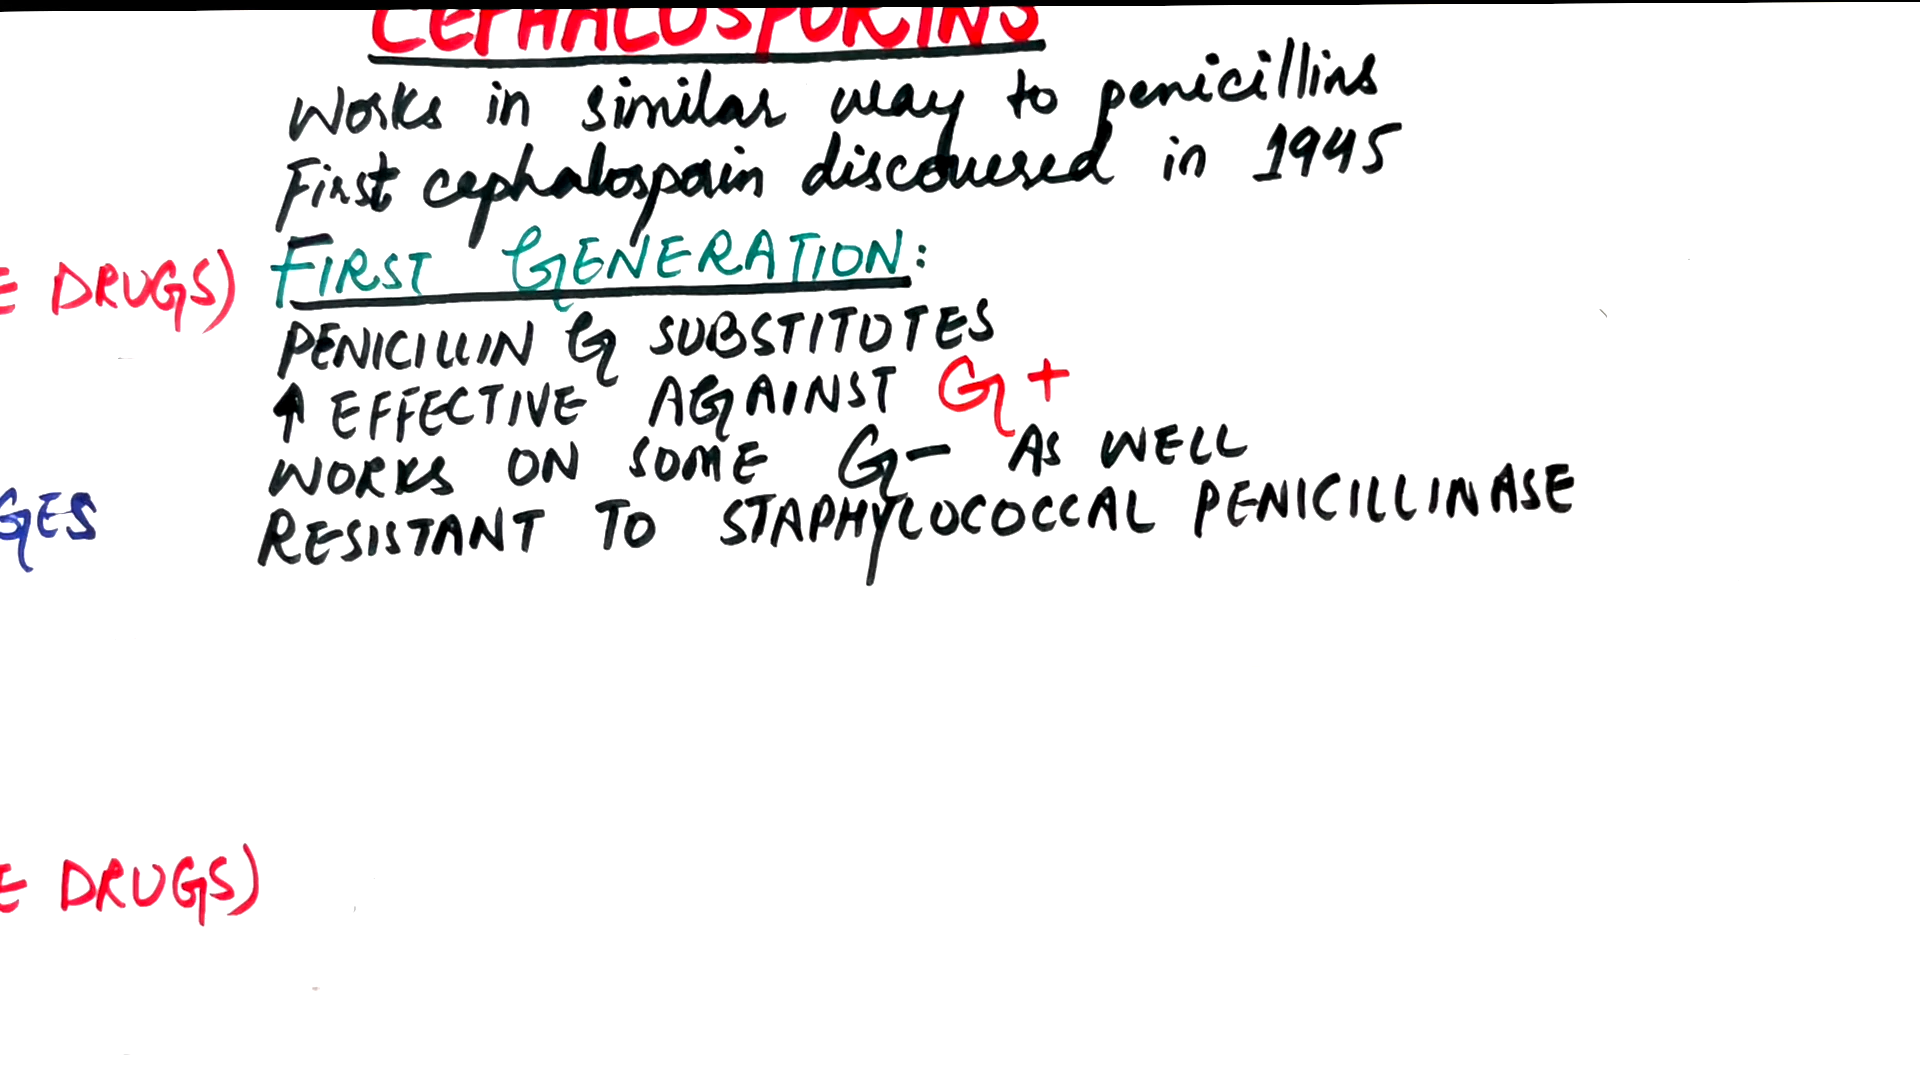 CEPHALOSPORINS
Works in similar way to penicillins
First cephalosporin discovered in 1945
E DRUGS)
FIRST GENERATION:
PENICILLIN G SUBSTITUTES
↑ EFFECTIVE AGAINST G+
WORKS ON SOME G- AS WELL
GES
RESISTANT TO STAPHYLOCOCCAL PENICILLINASE
E DRUGS)